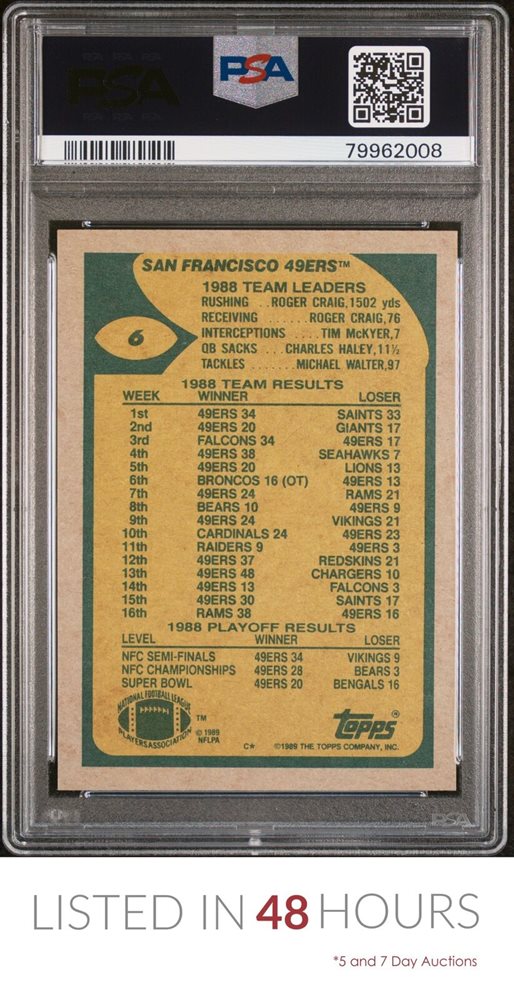 PSA
79962008
SAN FRANCISCO 49ERS™
1988 TEAM LEADERS
RUSHING ..ROGER CRAIG,1502 yds
RECEIVING .......ROGER CRAIG,76
6
INTERCEPTIONS ....TIM McKYER,7
QB SACKS ...CHARLES HALEY,11½
TACKLES .......MICHAEL WALTER,97
1988 TEAM RESULTS
WEEK WINNER LOSER
1st 49ERS 34 SAINTS 33
2nd 49ERS 20 GIANTS 17
3rd FALCONS 34 49ERS 17
4th 49ERS 38 SEAHAWKS 7
5th 49ERS 20 LIONS 13
6th BRONCOS 16 (OT) 49ERS 13
7th 49ERS 24 RAMS 21
8th BEARS 10 49ERS 9
9th 49ERS 24 VIKINGS 21
10th CARDINALS 24 49ERS 23
11th RAIDERS 9 49ERS 3
12th 49ERS 37 REDSKINS 21
13th 49ERS 48 CHARGERS 10
14th 49ERS 13 FALCONS 3
15th 49ERS 30 SAINTS 17
16th RAMS 38 49ERS 16
1988 PLAYOFF RESULTS
LEVEL WINNER LOSER
NFC SEMI-FINALS 49ERS 34 VIKINGS 9
NFC CHAMPIONSHIPS 49ERS 28 BEARS 3
SUPER BOWL 49ERS 20 BENGALS 16
NATIONAL FOOTBALL LEAGUE
PLAYERS ASSOCIATION
™
© 1989
NFLPA
C*
topps®
©1989 THE TOPPS COMPANY, INC.
PSA
LISTED IN 48 HOURS
*5 and 7 Day Auctions